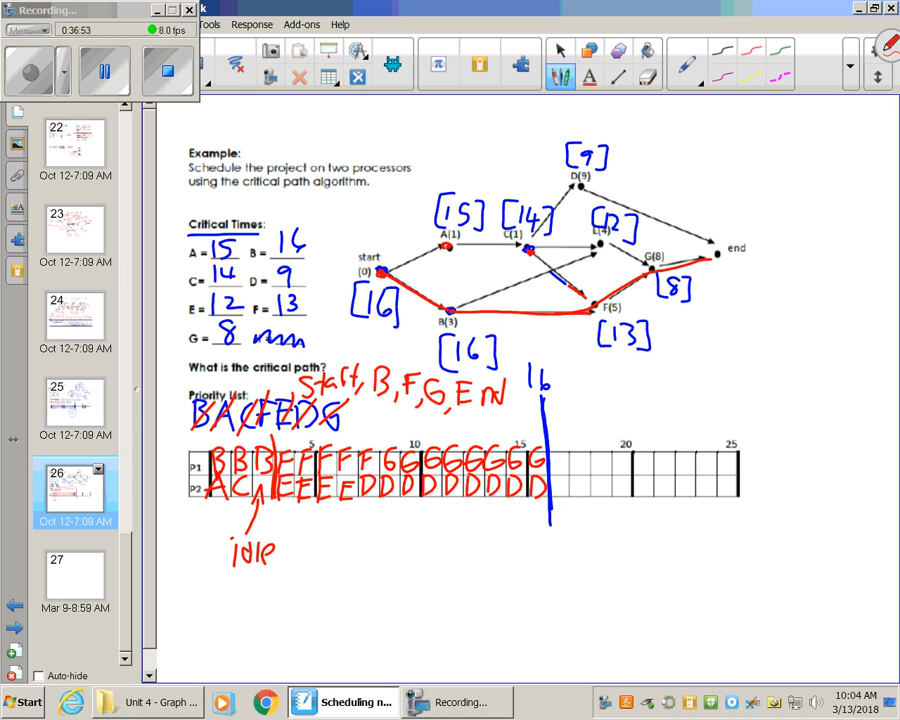 Recording...
Menu
0:36:53
8.0 fps
k
Tools Response Add-ons Help
22
Oct 12-7:09 AM
23
Oct 12-7:09 AM
24
Oct 12-7:09 AM
25
Oct 12-7:09 AM
26
Oct 12-7:09 AM
27
Mar 9-8:59 AM
Auto-hide
Example:
Schedule the project on two processors
using the critical path algorithm.
Critical Times:
A = 15 B = 16
C= 14 D = 9
E = 12 F = 13
G = 8
[9]
D(9)
[15] [14] [12]
A(1) C(1) E(4)
start
(0)
[16]
G(8)
end
[8]
F(5)
B(3)
[13]
[16]
What is the critical path?
Start, B, F, G, End
Priority List:
B A C F E D G
16
5 10 15 20 25
P1 B B B F F F F F G G G G G G G G
P2 A C E E E E D D D D D D D D D
idle
Start
Unit 4 - Graph ...
Scheduling n...
Recording...
10:04 AM
3/13/2018